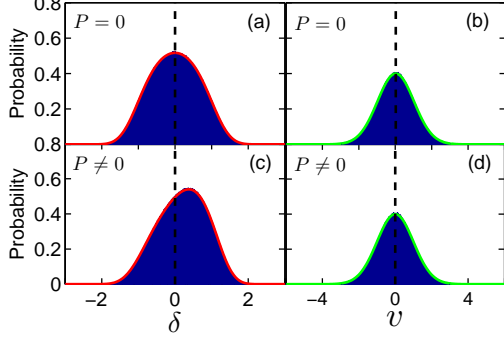 0.8
P = 0
(a)
(b)
P = 0
Probability
0.6
0.4
0.2
0.8
P ≠ 0
(c)
(d)
P ≠ 0
Probability
0.6
0.4
0.2
0
−2 0 2
−4 0 4
δ
υ